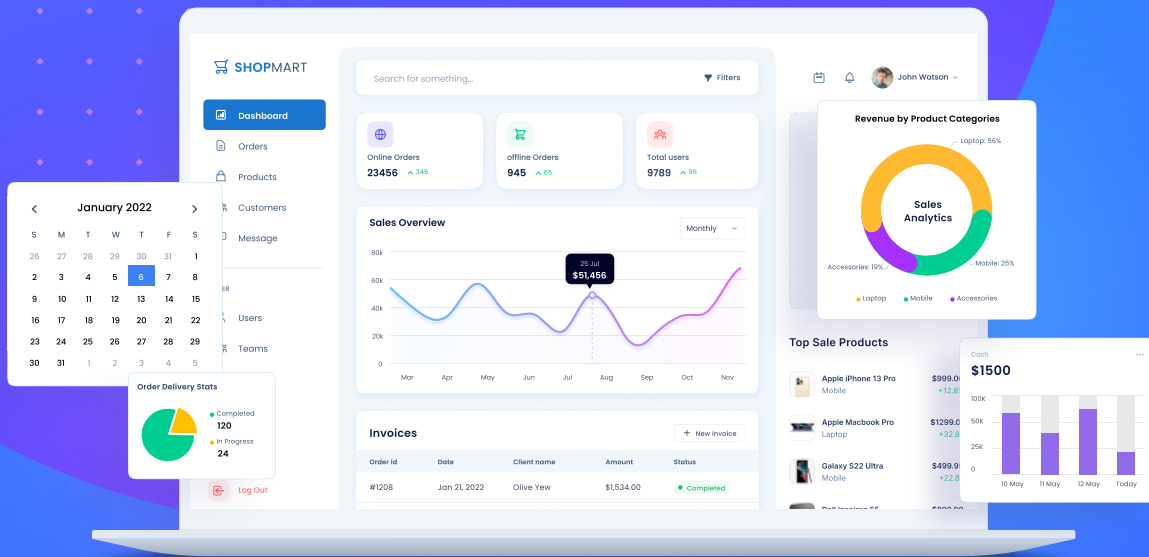 SHOPMART
Dashboard
Orders
Products
Customers
Message
ER
Users
Teams
Log Out
January 2022
S M T W T F S
26 27 28 29 30 31 1
2 3 4 5 6 7 8
9 10 11 12 13 14 15
16 17 18 19 20 21 22
23 24 25 26 27 28 29
30 31 1 2 3 4 5
Order Delivery Stats
Completed
120
In Progress
24
Search for something...
Filters
Online Orders
23456 345
offline Orders
945 65
Total users
9789 95
Sales Overview
Monthly
80k
60k
40k
20k
0
25 Jul
$51,456
Mar Apr May Jun Jul Aug Sep Oct Nov
Invoices
+ New Invoice
Order id Date Client name Amount Status
#1208 Jan 21, 2022 Olive Yew $1,534.00 Completed
John Watson
Revenue by Product Categories
Laptop: 56%
Sales
Analytics
Accessories: 19%
Mobile: 25%
Laptop Mobile Accessories
Top Sale Products
Apple iPhone 13 Pro $999.0
Mobile +12.8
Apple Macbook Pro $1299.0
Laptop +32.8
Galaxy S22 Ultra $499.9
Mobile +22.8
Cash
$1500
100K
50K
25K
0
10 May 11 May 12 May Today